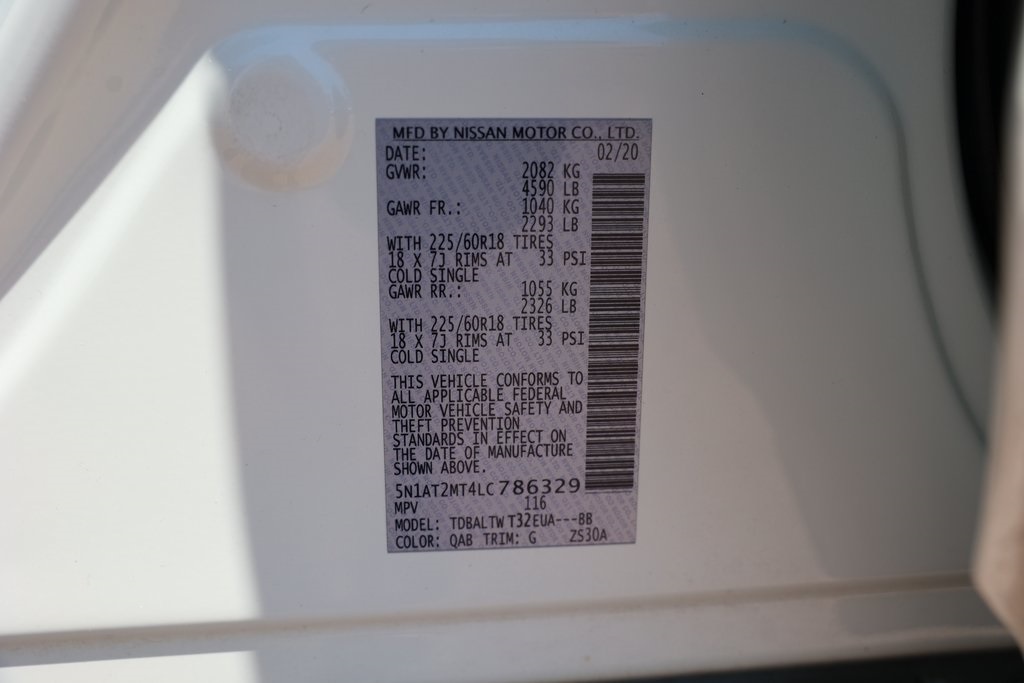 MFD BY NISSAN MOTOR CO., LTD.
DATE: 02/20
GVWR: 2082 KG
4590 LB
GAWR FR.: 1040 KG
2293 LB
WITH 225/60R18 TIRES
18 X 7J RIMS AT 33 PSI
COLD SINGLE
GAWR RR.: 1055 KG
2326 LB
WITH 225/60R18 TIRES
18 X 7J RIMS AT 33 PSI
COLD SINGLE
THIS VEHICLE CONFORMS TO
ALL APPLICABLE FEDERAL
MOTOR VEHICLE SAFETY AND
THEFT PREVENTION
STANDARDS IN EFFECT ON
THE DATE OF MANUFACTURE
SHOWN ABOVE.
5N1AT2MT4LC786329
MPV 116
MODEL: TDBALTW T32EUA---BB
COLOR: QAB TRIM: G ZS30A